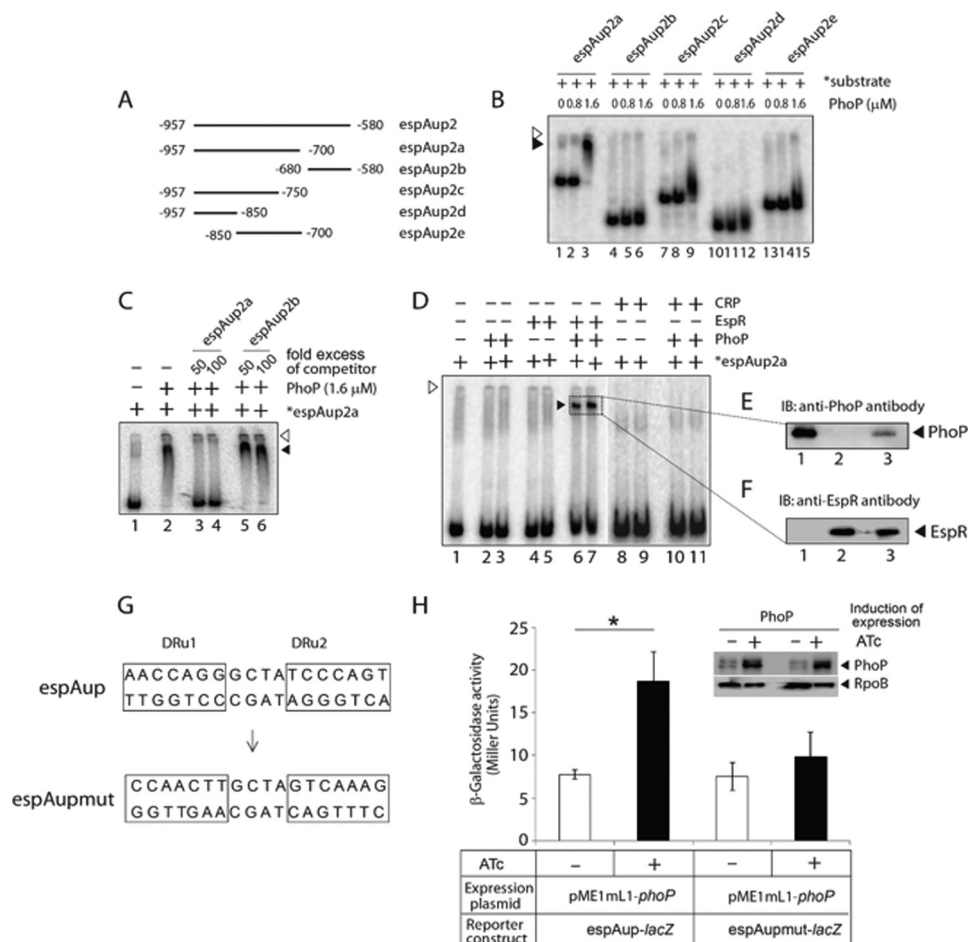 A
-957 -580 espAup2
-957 -700 espAup2a
-680 -580 espAup2b
-957 -750 espAup2c
-957 -850 espAup2d
-850 -700 espAup2e
B
espAup2a espAup2b espAup2c espAup2d espAup2e
+ + + + + + + + + + + + + + + *substrate
0 0.8 1.6 0 0.8 1.6 0 0.8 1.6 0 0.8 1.6 0 0.8 1.6 PhoP (μM)
1 2 3 4 5 6 7 8 9 10 11 12 13 14 15
C
espAup2a espAup2b
50 100 50 100 fold excess
of competitor
− + + + + + PhoP (1.6 μM)
+ + + + + + *espAup2a
1 2 3 4 5 6
D
− − − − − − − + + + + CRP
− − − + + + + − − − − EspR
− + + − − + + − − + + PhoP
+ + + + + + + + + + + *espAup2a
1 2 3 4 5 6 7 8 9 10 11
E
IB: anti-PhoP antibody
PhoP
1 2 3
F
IB: anti-EspR antibody
EspR
1 2 3
G
DRu1 DRu2
espAup
AACCAGG GCTA TCCCAGT
TTGGTCC CGAT AGGGTCA
espAupmut
CCAACTT GCTA GTCAAAG
GGTTGAA CGAT CAGTTTC
H
β-Galactosidase activity
(Miller Units)
25
20
15
10
5
0
*
PhoP
Induction of
expression
− + − + ATc
PhoP
RpoB
ATc − + − +
Expression
plasmid pME1mL1-phoP pME1mL1-phoP
Reporter
construct espAup-lacZ espAupmut-lacZ